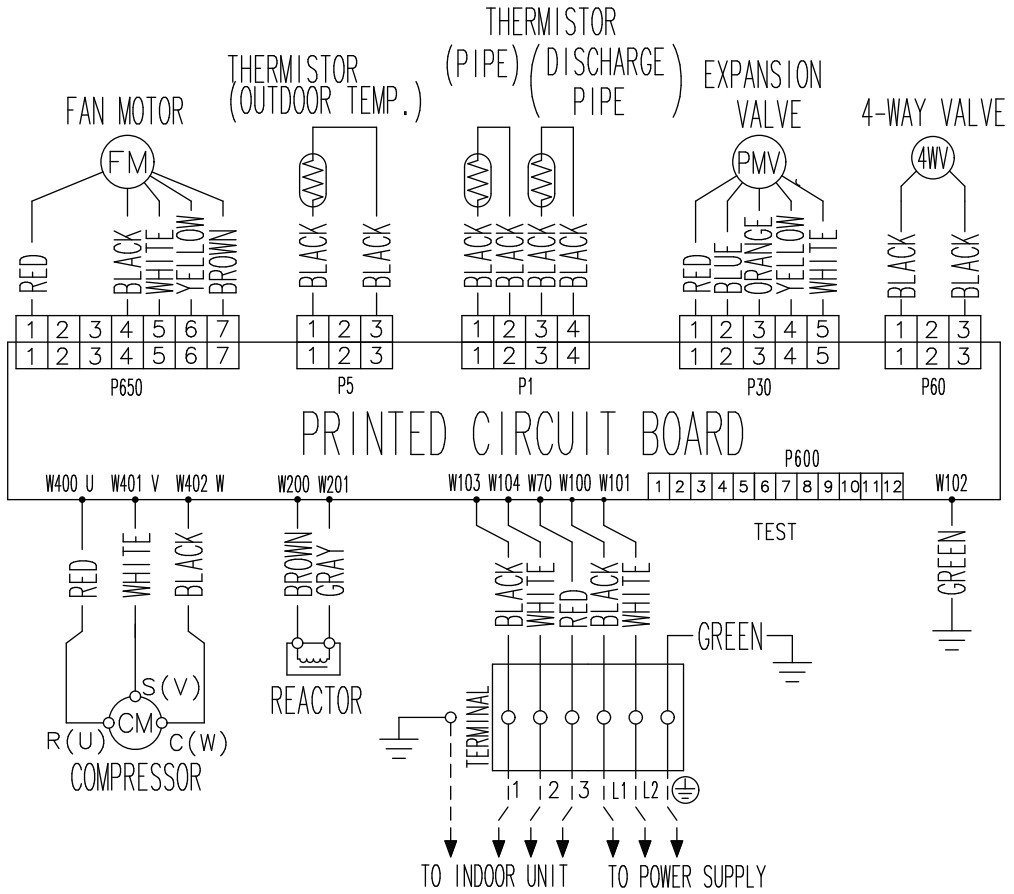 THERMISTOR
(PIPE) (DISCHARGE PIPE)
THERMISTOR
(OUTDOOR TEMP.)
EXPANSION
VALVE
FAN MOTOR
4-WAY VALVE
FM
PMV
4WV
RED BLACK WHITE YELLOW BROWN
BLACK BLACK
BLACK BLACK BLACK BLACK
RED BLUE ORANGE YELLOW WHITE
BLACK BLACK
1 2 3 4 5 6 7
1 2 3
1 2 3 4
1 2 3 4 5
1 2 3
1 2 3 4 5 6 7
1 2 3
1 2 3 4
1 2 3 4 5
1 2 3
P650
P5
P1
P30
P60
PRINTED CIRCUIT BOARD
P600
W400 U W401 V W402 W
W200 W201
W103 W104 W70 W100 W101
1 2 3 4 5 6 7 8 9 10 11 12
W102
TEST
RED WHITE BLACK
BROWN GRAY
BLACK WHITE RED BLACK WHITE
GREEN
GREEN
S(V)
CM
R(U)
C(W)
COMPRESSOR
REACTOR
TERMINAL
1 2 3 L1 L2
TO INDOOR UNIT
TO POWER SUPPLY